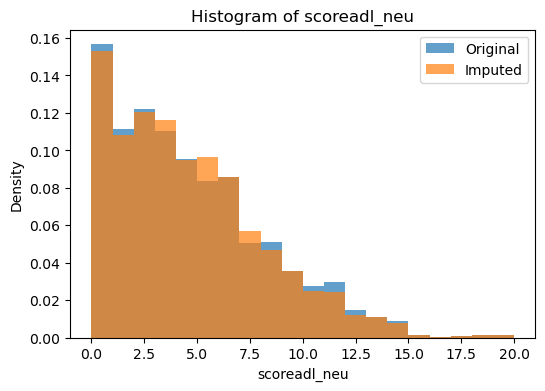 Histogram of scoreadl_neu
Original
Imputed
Density
0.16
0.14
0.12
0.10
0.08
0.06
0.04
0.02
0.00
0.0 2.5 5.0 7.5 10.0 12.5 15.0 17.5 20.0
scoreadl_neu